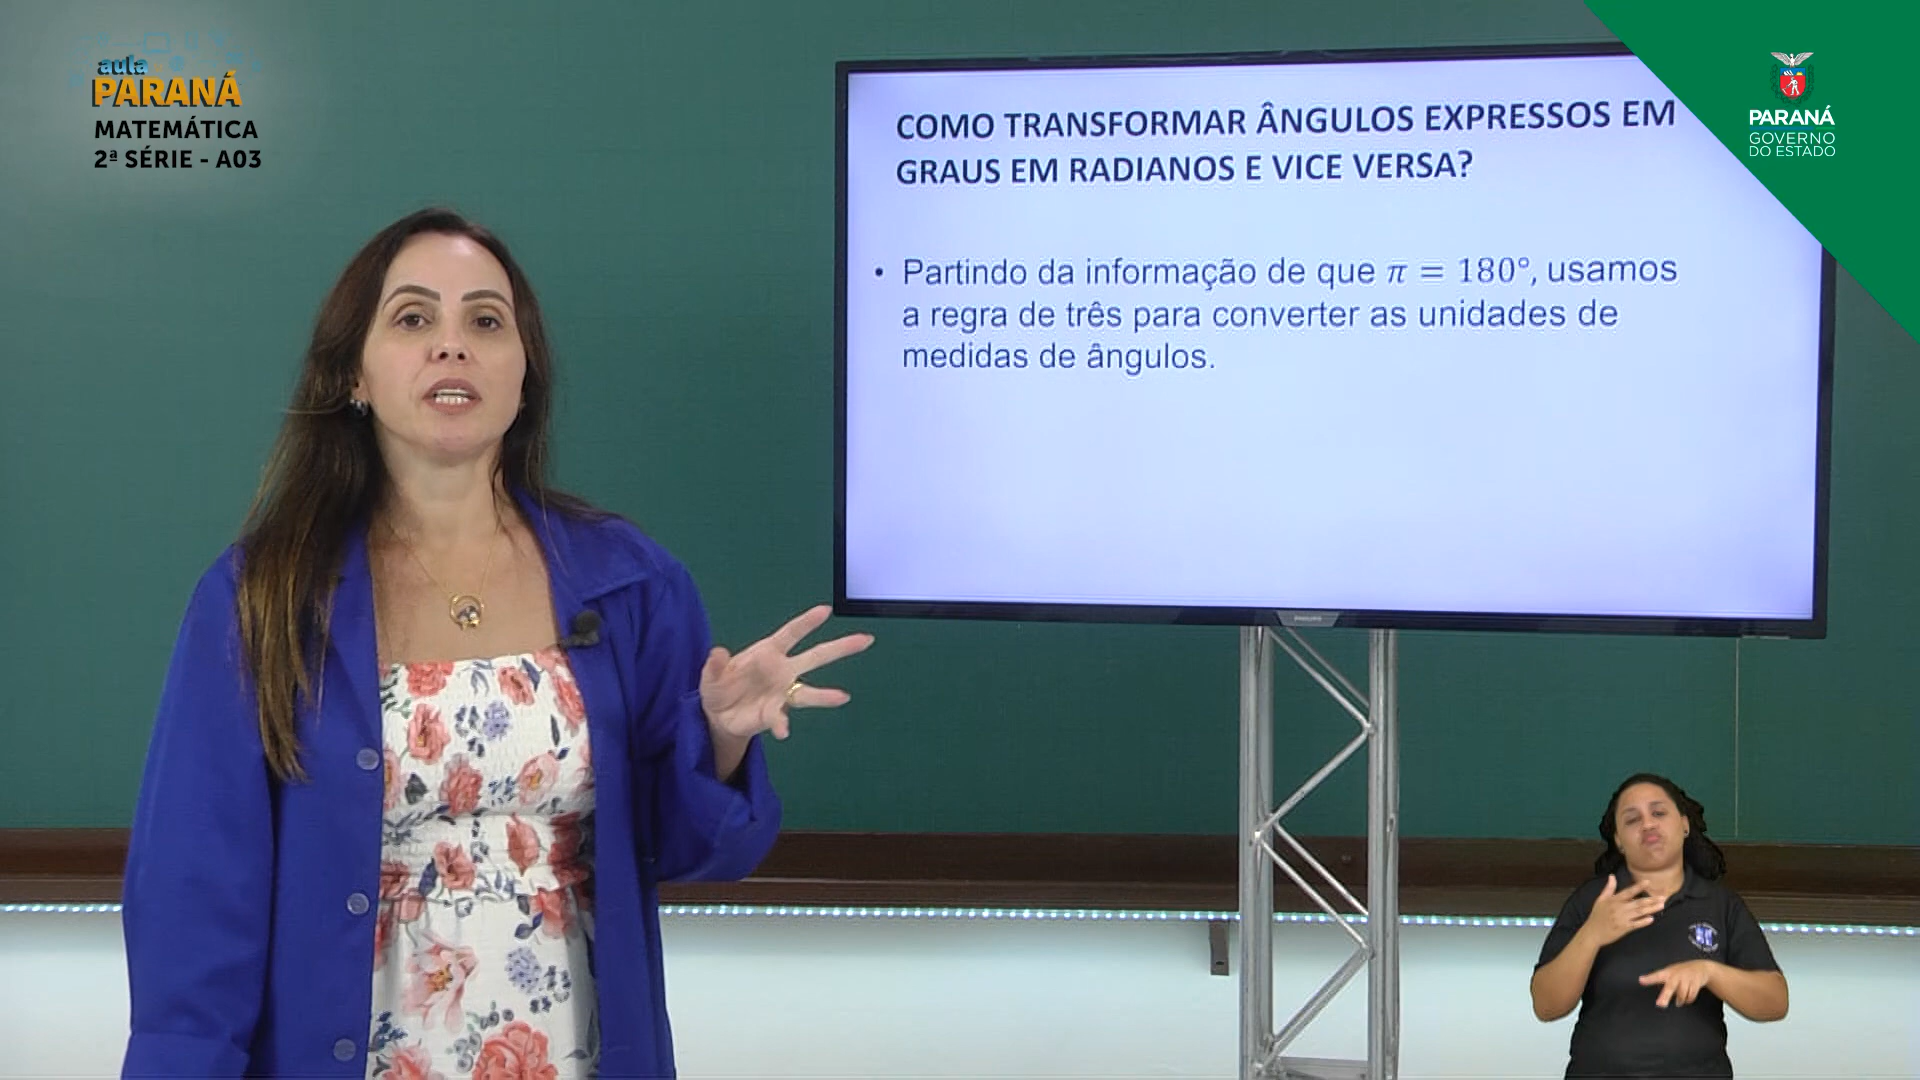 aula
PARANÁ
MATEMÁTICA
2ª SÉRIE - A03
COMO TRANSFORMAR ÂNGULOS EXPRESSOS EM
GRAUS EM RADIANOS E VICE VERSA?
• Partindo da informação de que π = 180°, usamos
a regra de três para converter as unidades de
medidas de ângulos.
PARANÁ
GOVERNO
DO ESTADO
PHILIPS